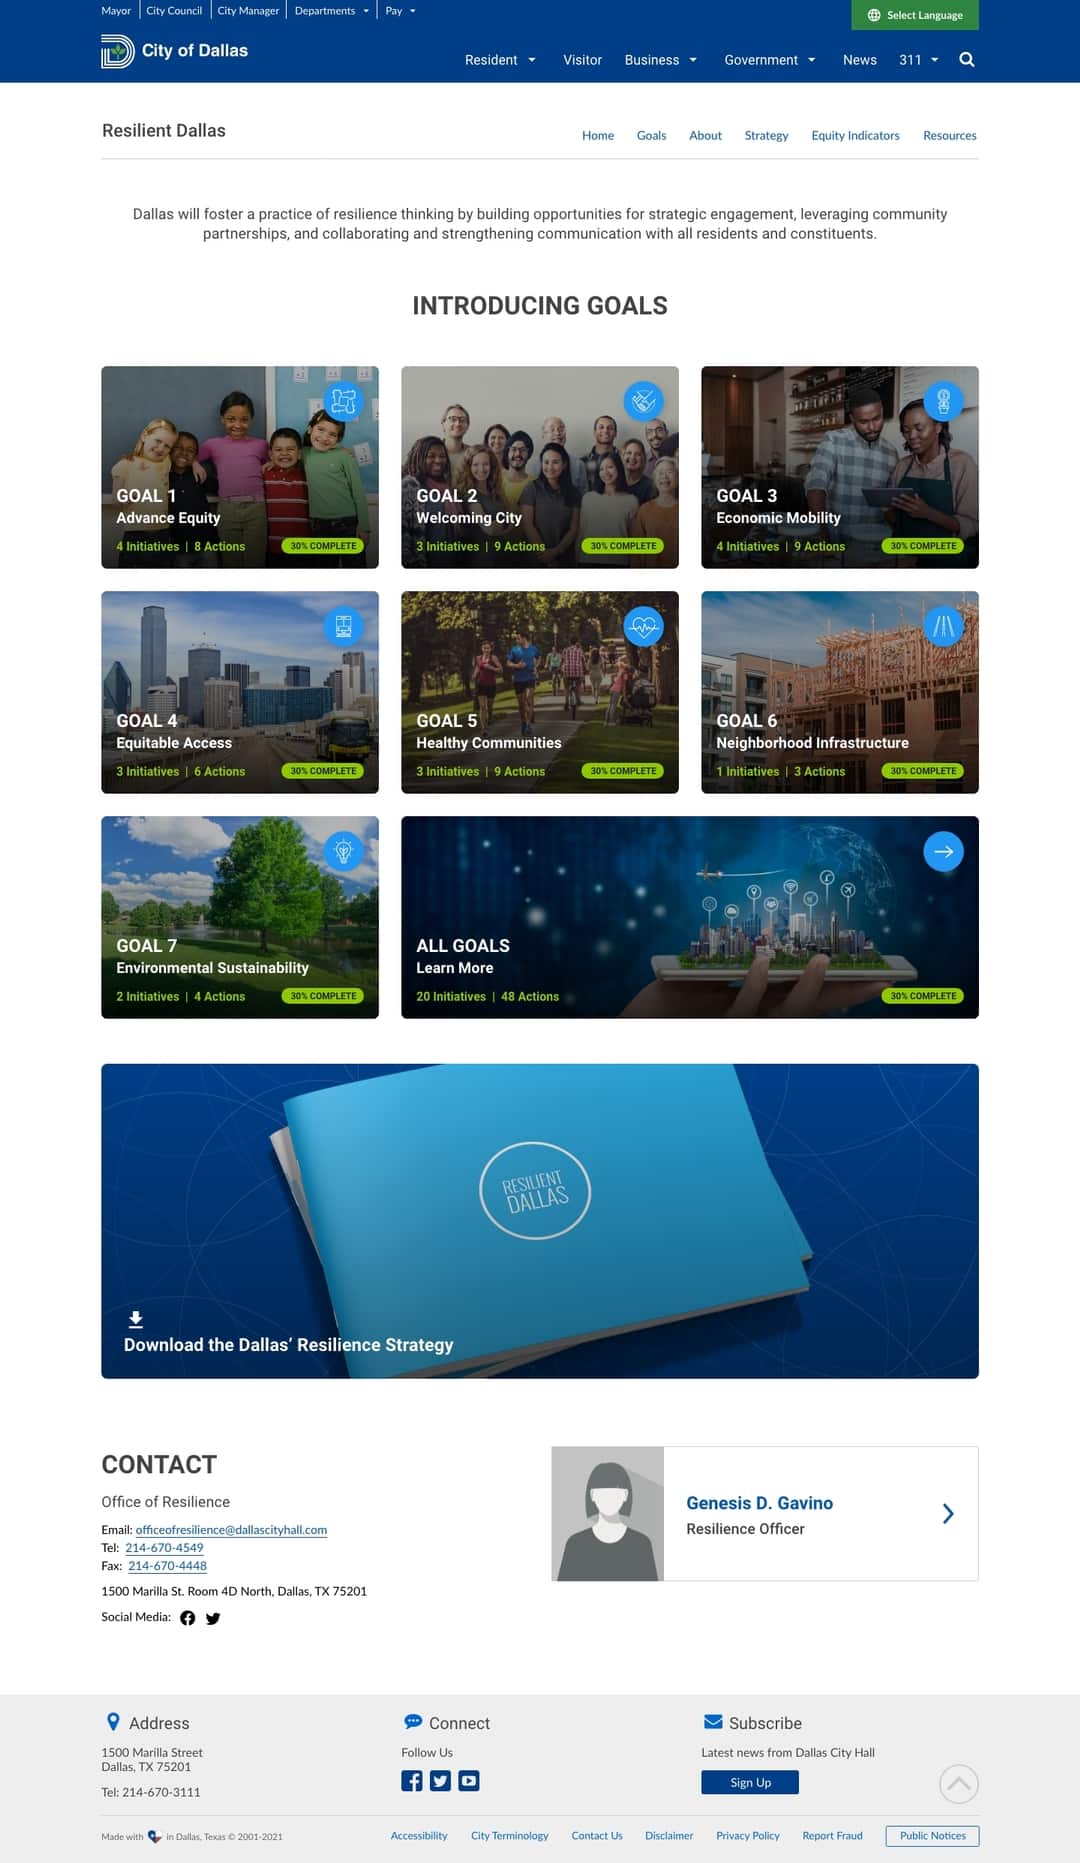 Mayor City Council City Manager Departments Pay
Select Language
City of Dallas
Resident Visitor Business Government News 311
Resilient Dallas
Home Goals About Strategy Equity Indicators Resources
Dallas will foster a practice of resilience thinking by building opportunities for strategic engagement, leveraging community
partnerships, and collaborating and strengthening communication with all residents and constituents.
INTRODUCING GOALS
GOAL 1
Advance Equity
4 Initiatives | 8 Actions 30% COMPLETE
GOAL 2
Welcoming City
3 Initiatives | 9 Actions 30% COMPLETE
GOAL 3
Economic Mobility
4 Initiatives | 9 Actions 30% COMPLETE
GOAL 4
Equitable Access
3 Initiatives | 6 Actions 30% COMPLETE
GOAL 5
Healthy Communities
3 Initiatives | 9 Actions 30% COMPLETE
GOAL 6
Neighborhood Infrastructure
1 Initiatives | 3 Actions 30% COMPLETE
GOAL 7
Environmental Sustainability
2 Initiatives | 4 Actions 30% COMPLETE
ALL GOALS
Learn More
20 Initiatives | 48 Actions 30% COMPLETE
RESILIENT
DALLAS
Download the Dallas’ Resilience Strategy
CONTACT
Office of Resilience
Email: officeofresilience@dallascityhall.com
Tel: 214-670-4549
Fax: 214-670-4448
1500 Marilla St. Room 4D North, Dallas, TX 75201
Social Media:
Genesis D. Gavino
Resilience Officer
Address
1500 Marilla Street
Dallas, TX 75201
Tel: 214-670-3111
Connect
Follow Us
Subscribe
Latest news from Dallas City Hall
Sign Up
Made with in Dallas, Texas © 2001-2021
Accessibility City Terminology Contact Us Disclaimer Privacy Policy Report Fraud Public Notices